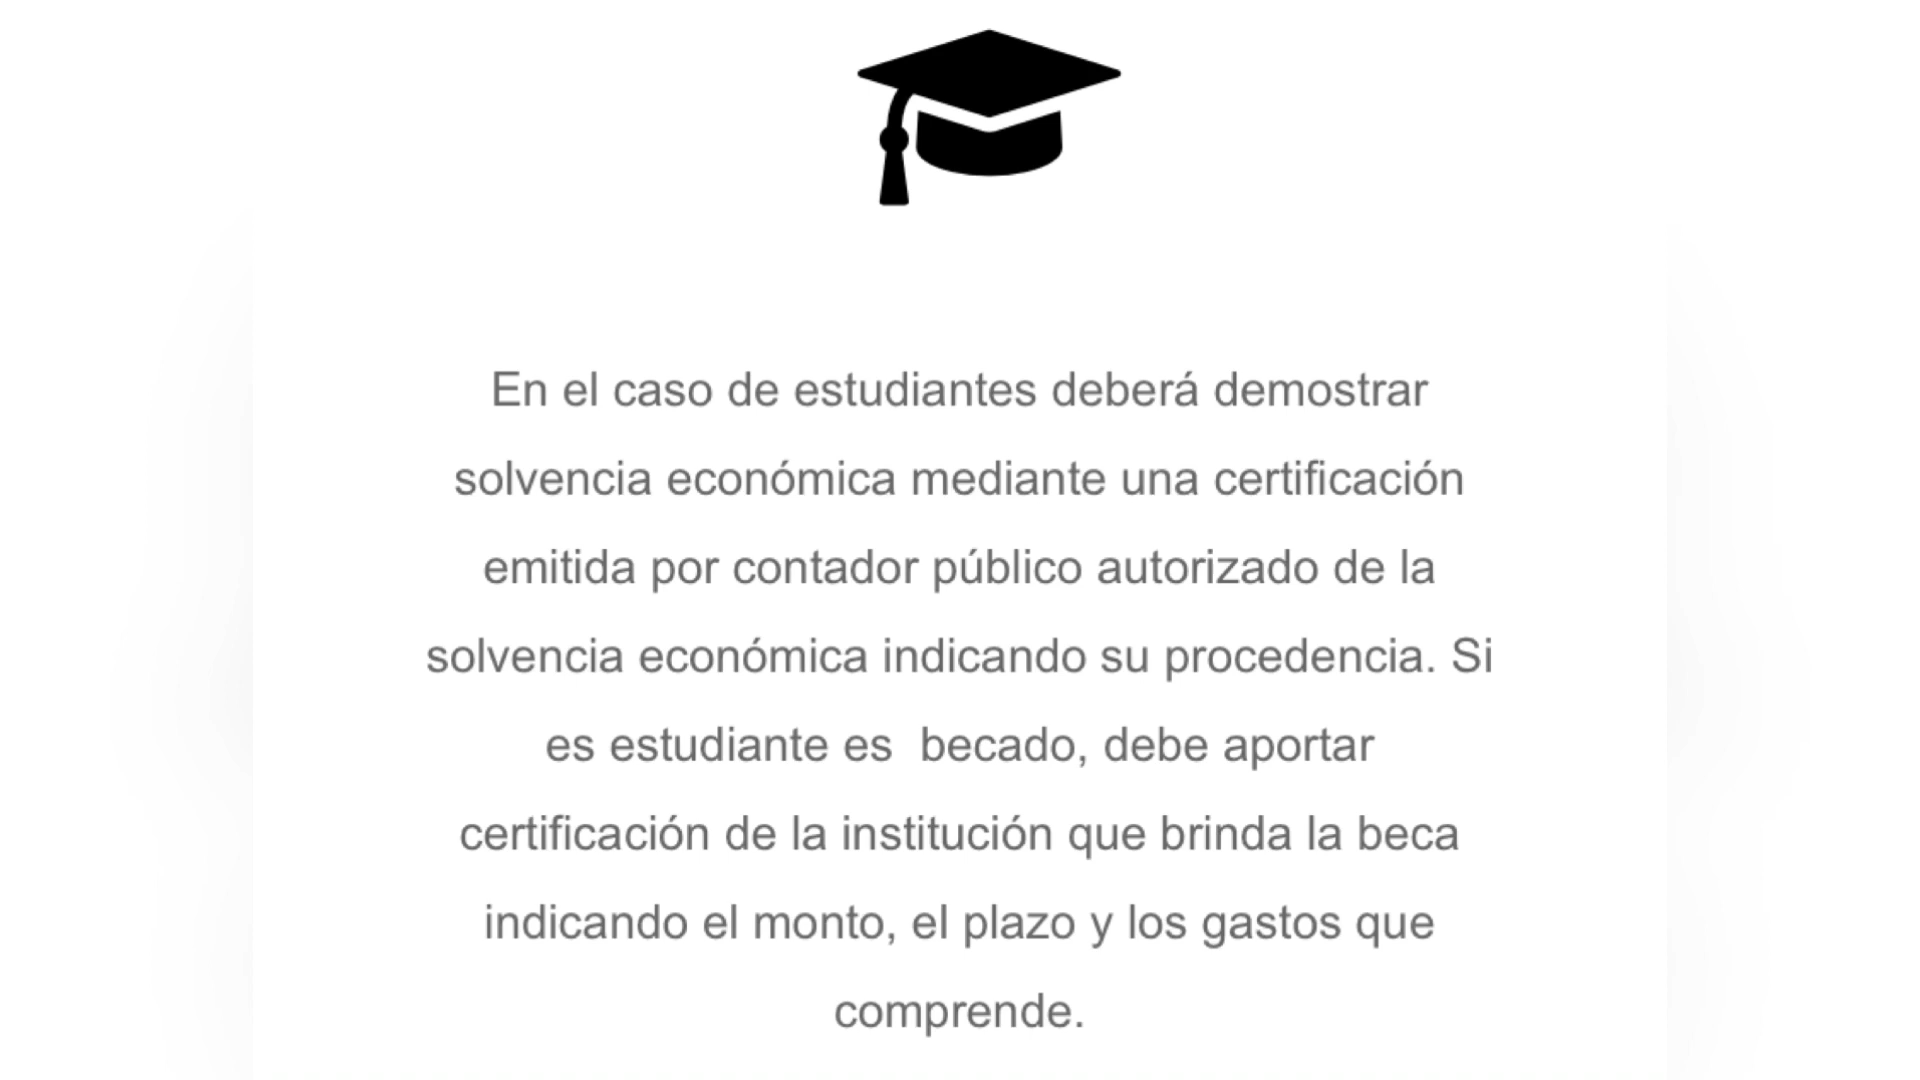 En el caso de estudiantes deberá demostrar
solvencia económica mediante una certificación
emitida por contador público autorizado de la
solvencia económica indicando su procedencia. Si
es estudiante es  becado, debe aportar
certificación de la institución que brinda la beca
indicando el monto, el plazo y los gastos que
comprende.